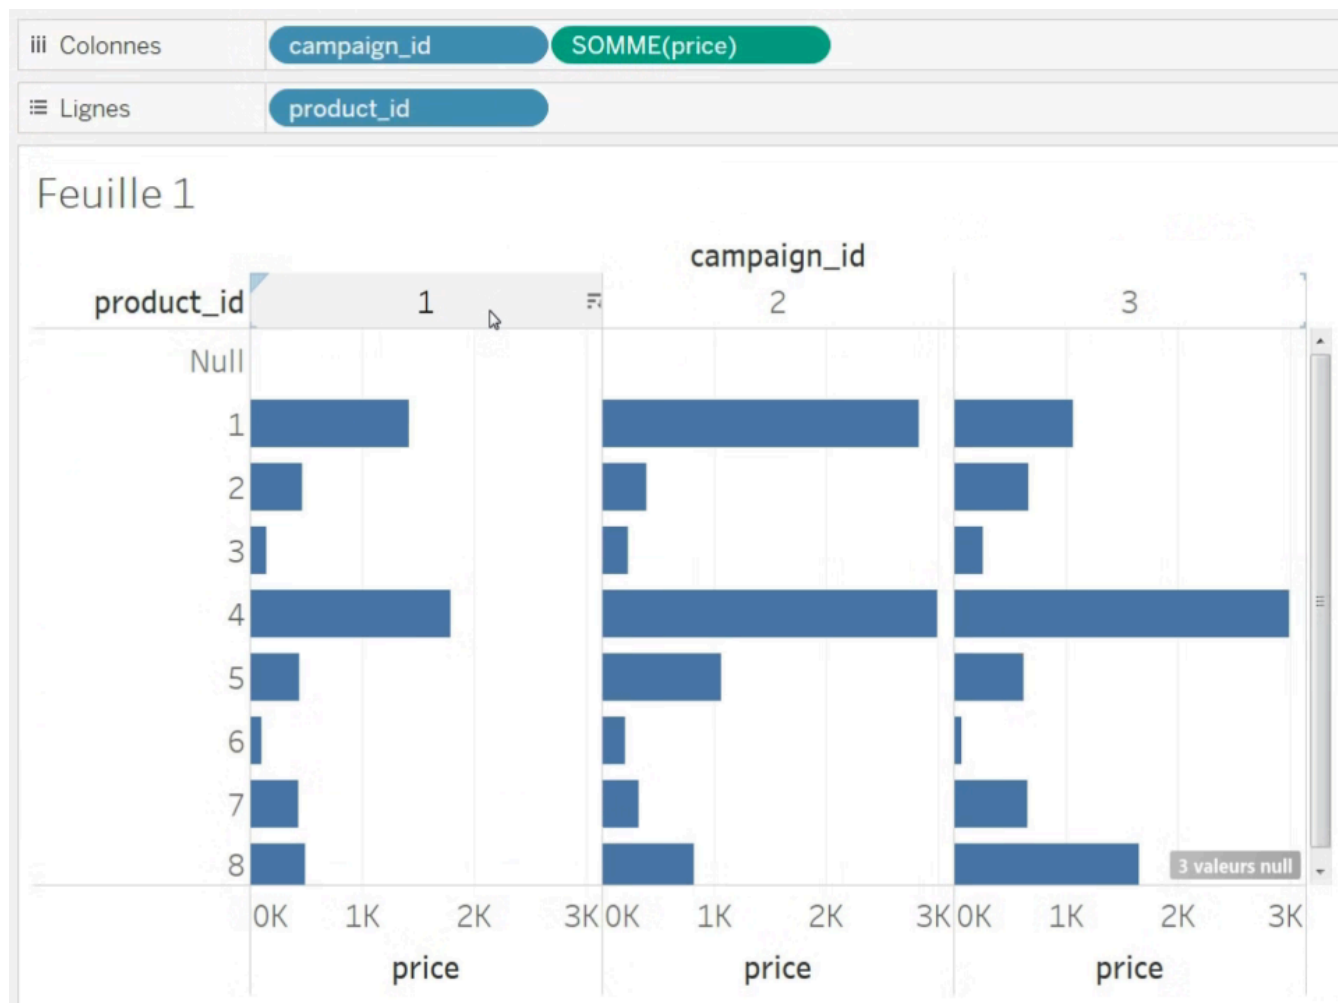 Colonnes campaign_id SOMME(price)
Lignes product_id
Feuille 1
campaign_id
product_id 1 2 3
Null
1
2
3
4
5
6
7
8 3 valeurs null
0K 1K 2K 3K 0K 1K 2K 3K 0K 1K 2K 3K
price price price